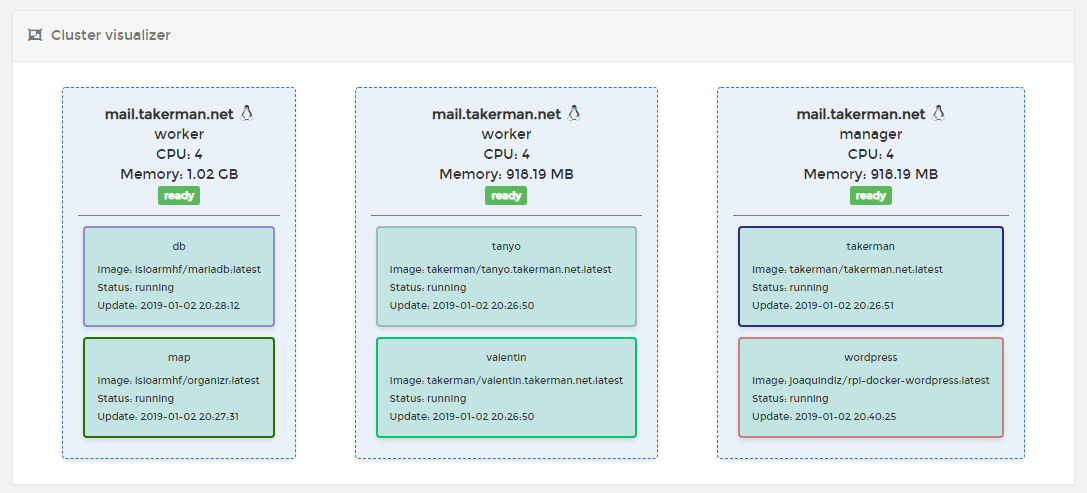 Cluster visualizer
mail.takerman.net
worker
CPU: 4
Memory: 1.02 GB
ready
db
Image: lsioarmhf/mariadb:latest
Status: running
Update: 2019-01-02 20:28:12
map
Image: lsioarmhf/organizr:latest
Status: running
Update: 2019-01-02 20:27:31
mail.takerman.net
worker
CPU: 4
Memory: 918.19 MB
ready
tanyo
Image: takerman/tanyo.takerman.net:latest
Status: running
Update: 2019-01-02 20:26:50
valentin
Image: takerman/valentin.takerman.net:latest
Status: running
Update: 2019-01-02 20:26:50
mail.takerman.net
manager
CPU: 4
Memory: 918.19 MB
ready
takerman
Image: takerman/takerman.net:latest
Status: running
Update: 2019-01-02 20:26:51
wordpress
Image: joaquindlz/rpi-docker-wordpress:latest
Status: running
Update: 2019-01-02 20:40:25